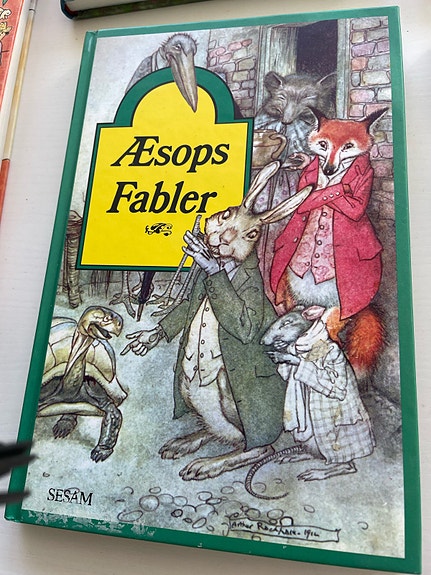 Æsops
Fabler
SESAM
Arthur Rackham - 1912